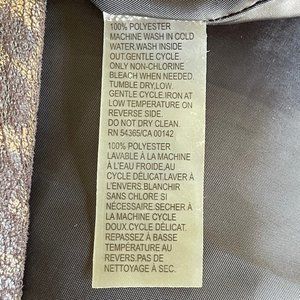 100% POLYESTER
MACHINE WASH IN COLD
WATER.WASH INSIDE
OUT.GENTLE CYCLE.
ONLY NON-CHLORINE
BLEACH WHEN NEEDED.
TUMBLE DRY,LOW
GENTLE CYCLE.IRON AT
LOW TEMPERATURE ON
REVERSE SIDE.
DO NOT DRY CLEAN.
RN 54365/CA 00142
100% POLYESTER
LAVABLE À LA MACHINE
À L'EAU FROIDE,AU
CYCLE DÉLICAT.LAVER À
L'ENVERS.BLANCHIR
SANS CHLORE SI
NÉCESSAIRE.SÉCHER À
LA MACHINE CYCLE
DOUX.CYCLE DÉLICAT.
REPASSEZ À BASSE
TEMPÉRATURE AU
REVERS.PAS DE
NETTOYAGE À SEC.